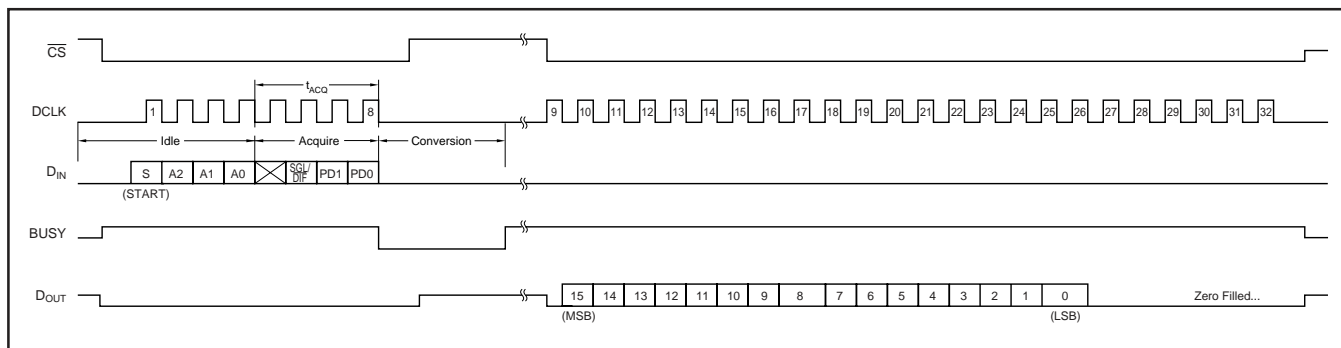 CS
tACQ
DCLK 1 8 9 10 11 12 13 14 15 16 17 18 19 20 21 22 23 24 25 26 27 28 29 30 31 32
Idle Acquire Conversion
DIN S A2 A1 A0 SGL/DIF PD1 PD0
(START)
BUSY
DOUT 15 14 13 12 11 10 9 8 7 6 5 4 3 2 1 0 Zero Filled...
(MSB) (LSB)